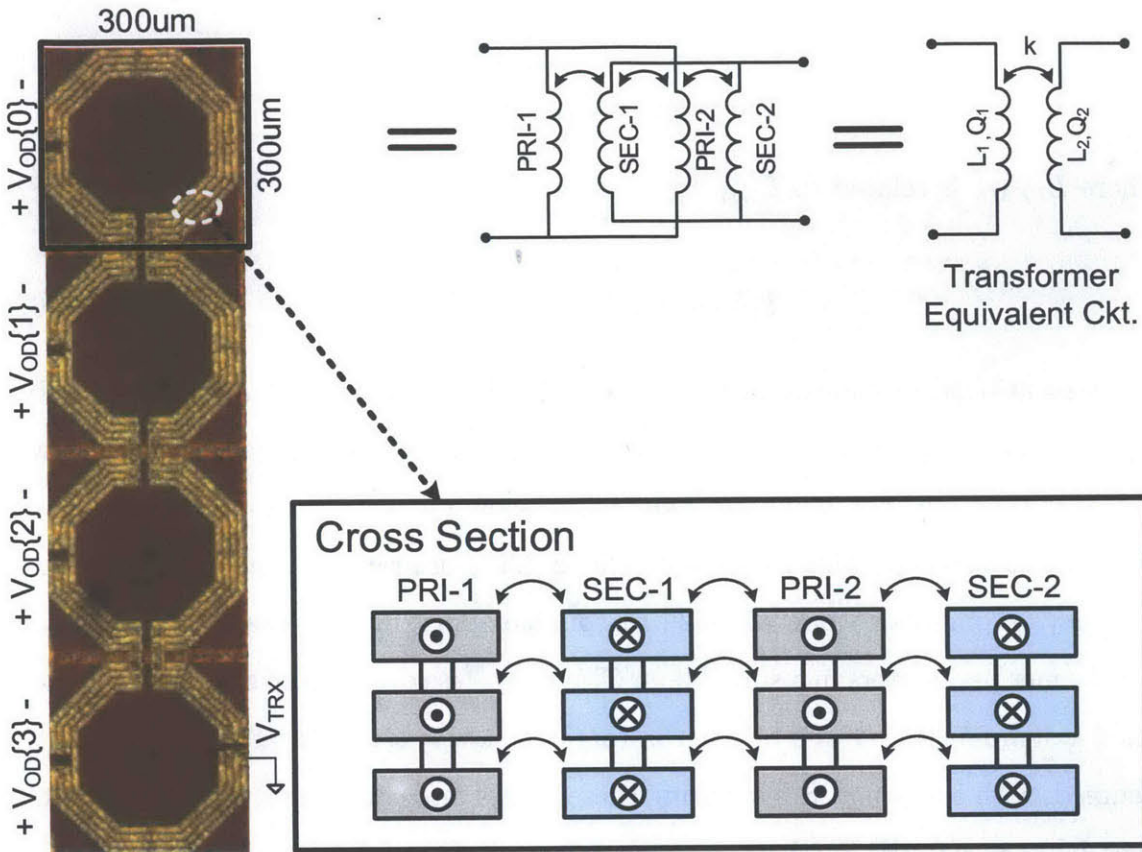 300um
300um
+ V_OD{0} -
+ V_OD{1} -
+ V_OD{2} -
+ V_OD{3} -
V_TRX
=
PRI-1
SEC-1
PRI-2
SEC-2
=
k
L₁,Q₁
L₂,Q₂
Transformer
Equivalent Ckt.
Cross Section
PRI-1 SEC-1 PRI-2 SEC-2